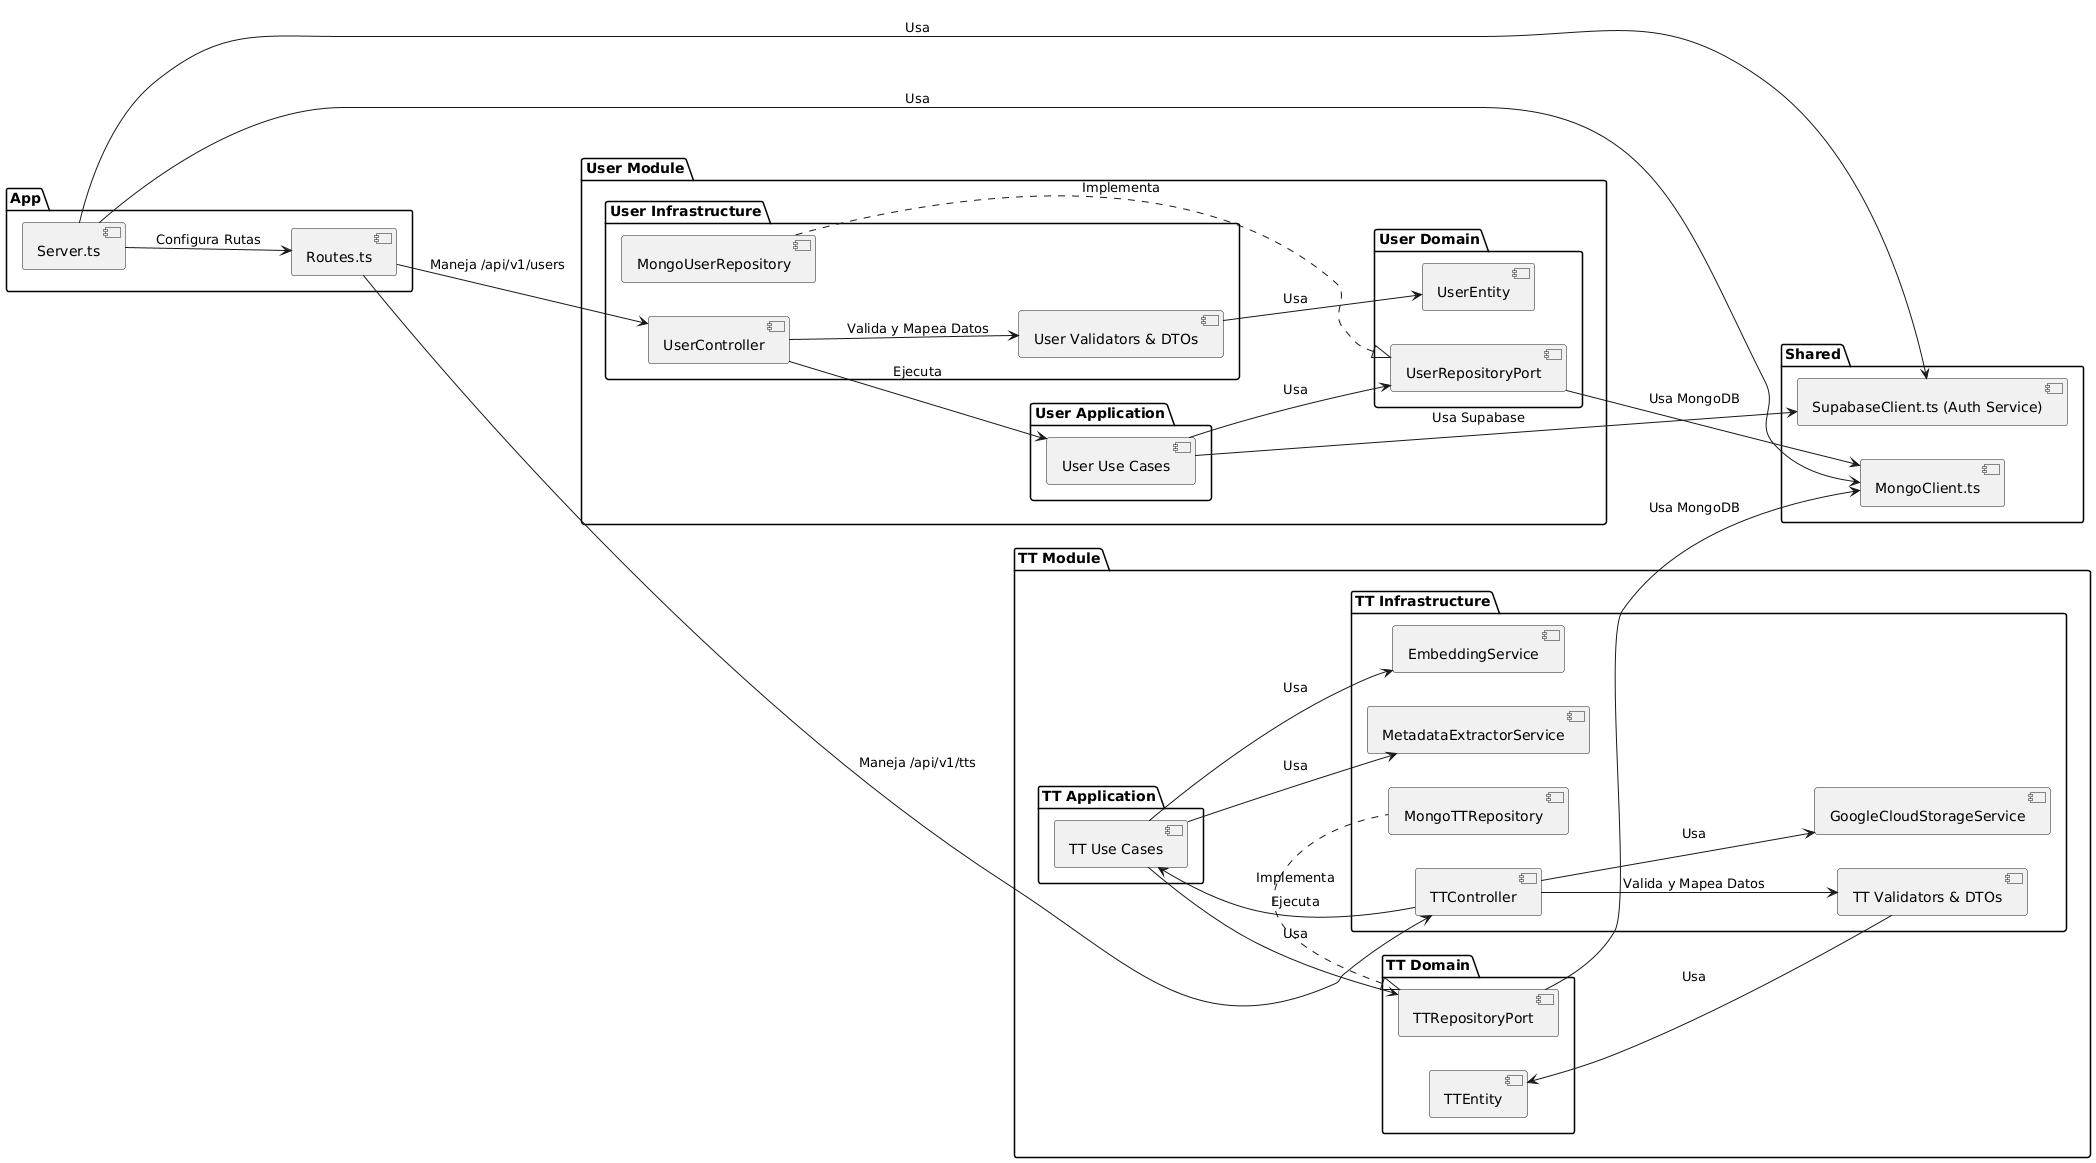 Usa
Usa
App
Server.ts
Configura Rutas
Routes.ts
Maneja /api/v1/users
User Module
Implementa
User Infrastructure
MongoUserRepository
UserController
Valida y Mapea Datos
User Validators & DTOs
Ejecuta
User Domain
Usa
UserEntity
UserRepositoryPort
User Application
User Use Cases
Usa
Usa Supabase
Usa MongoDB
Shared
SupabaseClient.ts (Auth Service)
MongoClient.ts
Usa MongoDB
Maneja /api/v1/tts
TT Module
TT Infrastructure
EmbeddingService
Usa
MetadataExtractorService
Usa
TT Application
TT Use Cases
MongoTTRepository
GoogleCloudStorageService
Usa
Implementa
TTController
Valida y Mapea Datos
TT Validators & DTOs
Ejecuta
Usa
TT Domain
Usa
TTRepositoryPort
TTEntity